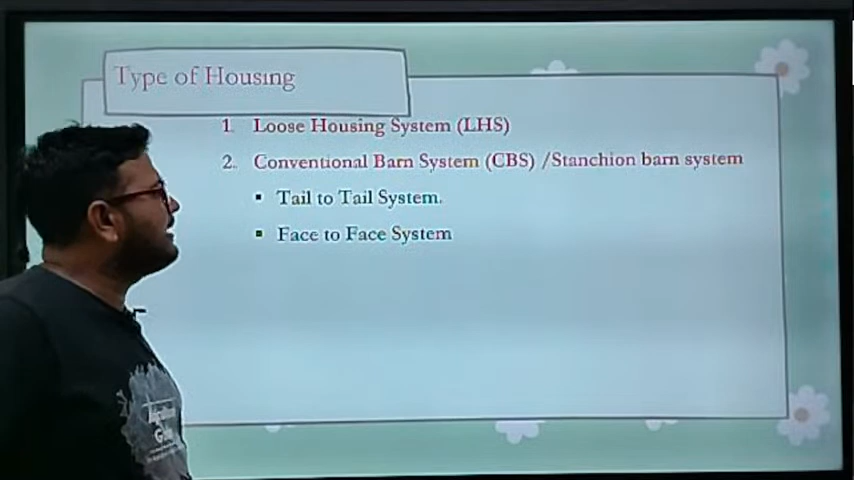 Type of Housing
1. Loose Housing System (LHS)
2. Conventional Barn System (CBS) /Stanchion barn system
▪ Tail to Tail System.
▪ Face to Face System